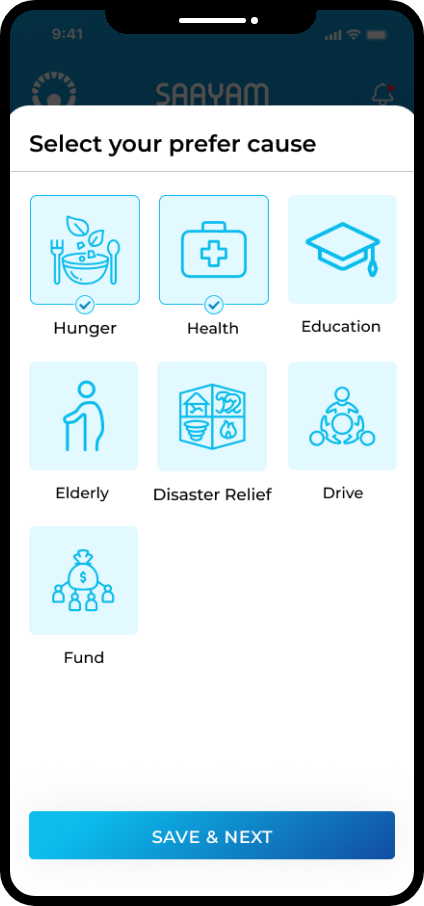 9:41
SAAYAM
Select your prefer cause
Hunger
Health
Education
Elderly
Disaster Relief
Drive
$
Fund
SAVE & NEXT